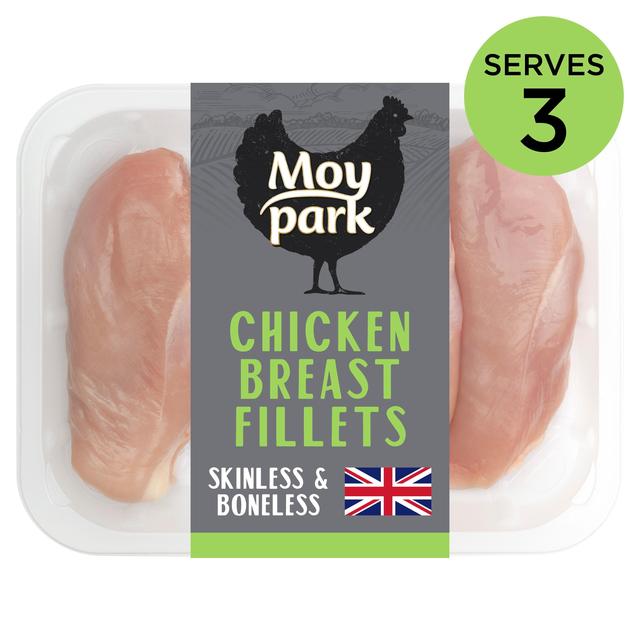 SERVES
3
Moy
park
CHICKEN
BREAST
FILLETS
SKINLESS &
BONELESS